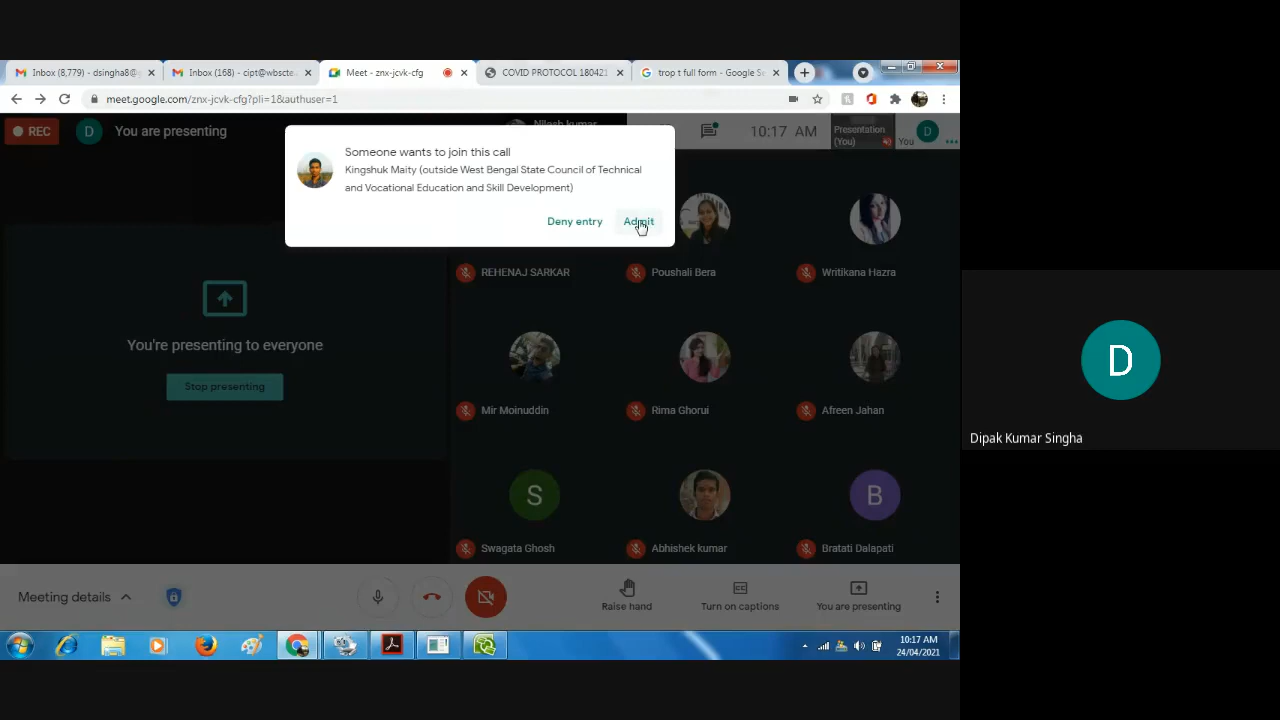 Inbox (8,779) - dsingha8@
Inbox (168) - cipt@wbscte
Meet - znx-jcvk-cfg
COVID PROTOCOL 180421
trop t full form - Google Se
meet.google.com/znx-jcvk-cfg?pli=1&authuser=1
REC
D
You are presenting
Nilesh kumar
10:17 AM
Presentation
(You)
You
D
Someone wants to join this call
Kingshuk Maity (outside West Bengal State Council of Technical
and Vocational Education and Skill Development)
Deny entry
Admit
REHENAJ SARKAR
Poushali Bera
Writikana Hazra
You're presenting to everyone
Stop presenting
Mir Moinuddin
Rima Ghorui
Afreen Jahan
D
Dipak Kumar Singha
S
B
Swagata Ghosh
Abhishek kumar
Bratati Dalapati
Meeting details
Raise hand
CC
Turn on captions
You are presenting
10:17 AM
24/04/2021